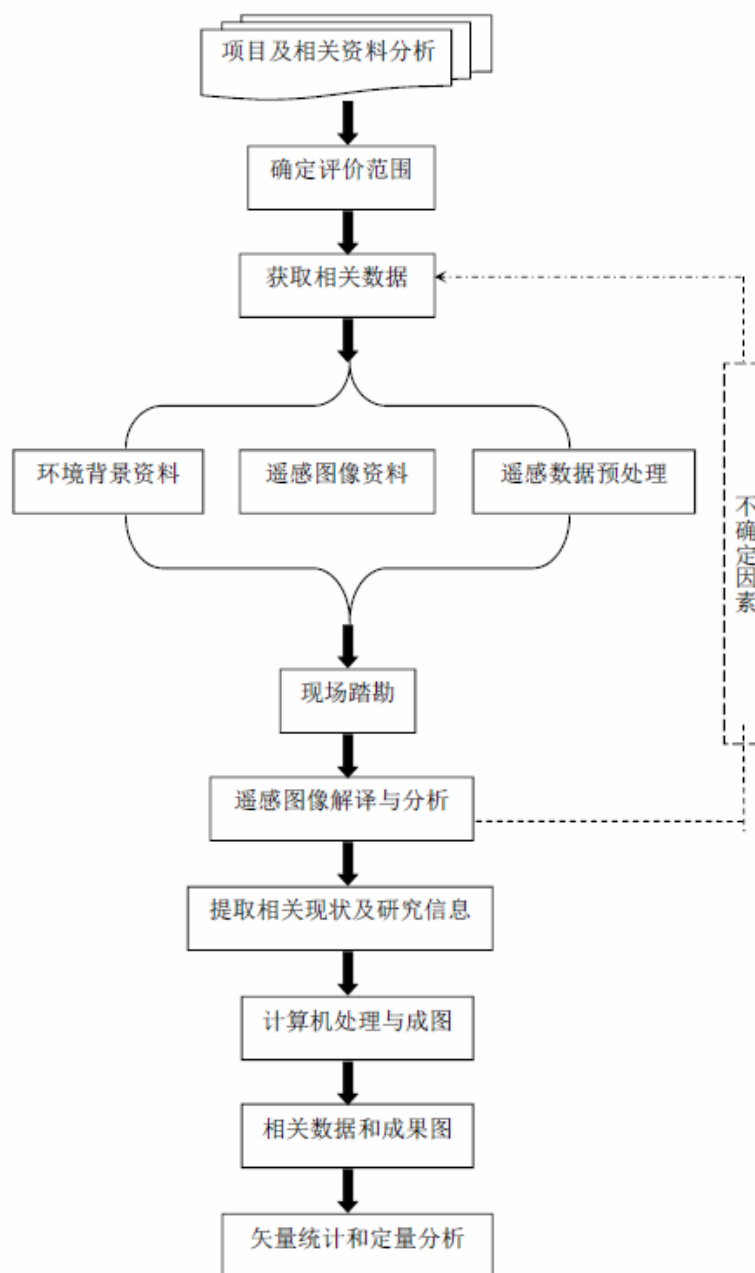 项目及相关资料分析
确定评价范围
获取相关数据
环境背景资料
遥感图像资料
遥感数据预处理
不确定因素
现场踏勘
遥感图像解译与分析
提取相关现状及研究信息
计算机处理与成图
相关数据和成果图
矢量统计和定量分析